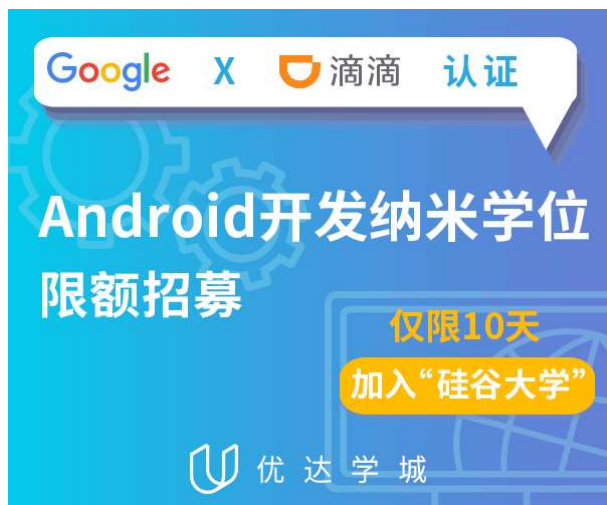 Google X 滴滴 认证
Android开发纳米学位
限额招募
仅限10天
加入“硅谷大学”
优达学城